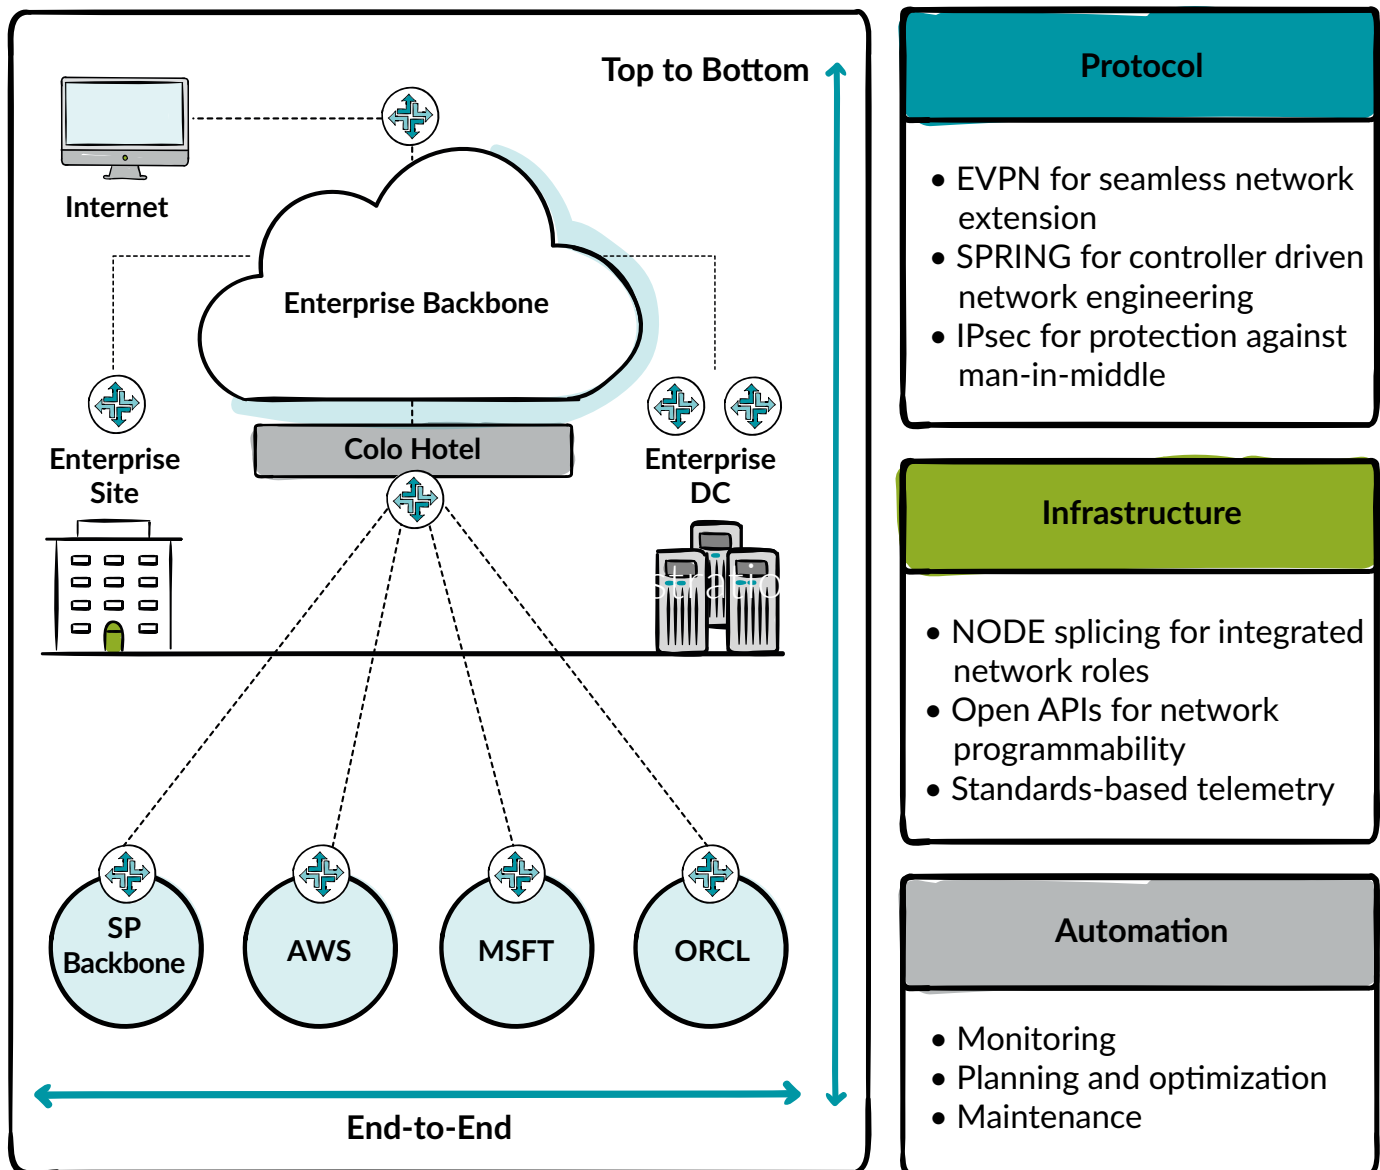 Top to Bottom
Internet
Enterprise Backbone
Colo Hotel
Enterprise
Site
Enterprise
DC
stratio
SP
Backbone
AWS
MSFT
ORCL
End-to-End
Protocol
• EVPN for seamless network
extension
• SPRING for controller driven
network engineering
• IPsec for protection against
man-in-middle
Infrastructure
• NODE splicing for integrated
network roles
• Open APIs for network
programmability
• Standards-based telemetry
Automation
• Monitoring
• Planning and optimization
• Maintenance